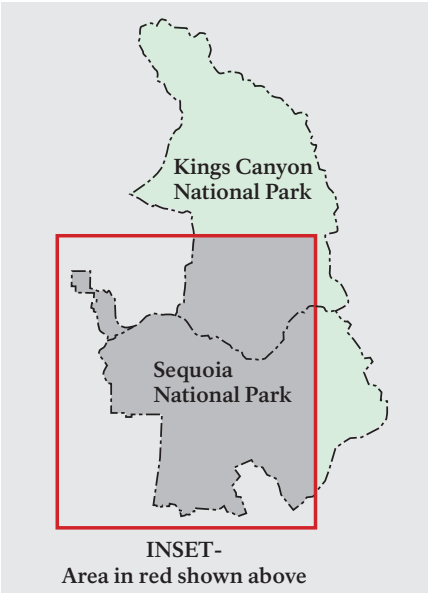 Kings Canyon
National Park
Sequoia
National Park
INSET-
Area in red shown above